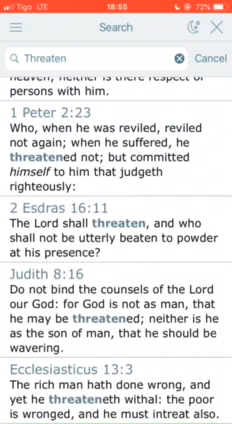 Tigo LTE 18:55 72%
Search
Threaten Cancel
heaven, neither is there respect of
persons with him.
1 Peter 2:23
Who, when he was reviled, reviled
not again; when he suffered, he
threatened not; but committed
himself to him that judgeth
righteously:
2 Esdras 16:11
The Lord shall threaten, and who
shall not be utterly beaten to powder
at his presence?
Judith 8:16
Do not bind the counsels of the Lord
our God: for God is not as man, that
he may be threatened; neither is he
as the son of man, that he should be
wavering.
Ecclesiasticus 13:3
The rich man hath done wrong, and
yet he threateneth withal: the poor
is wronged, and he must intreat also.